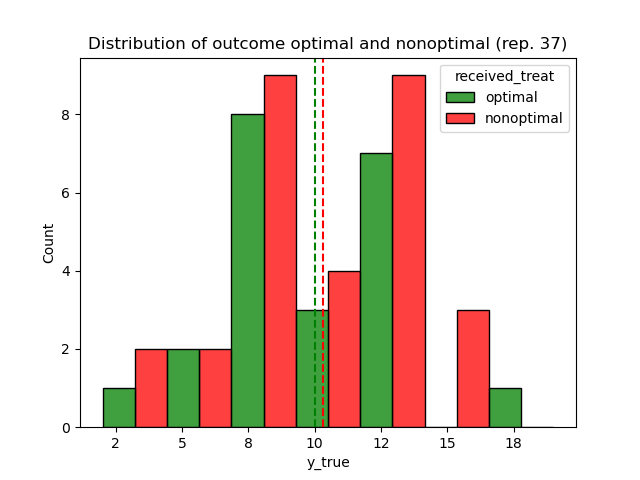 Distribution of outcome optimal and nonoptimal (rep. 37)
received_treat
optimal
nonoptimal
Count
8
6
4
2
0
2
5
8
10
12
15
18
y_true